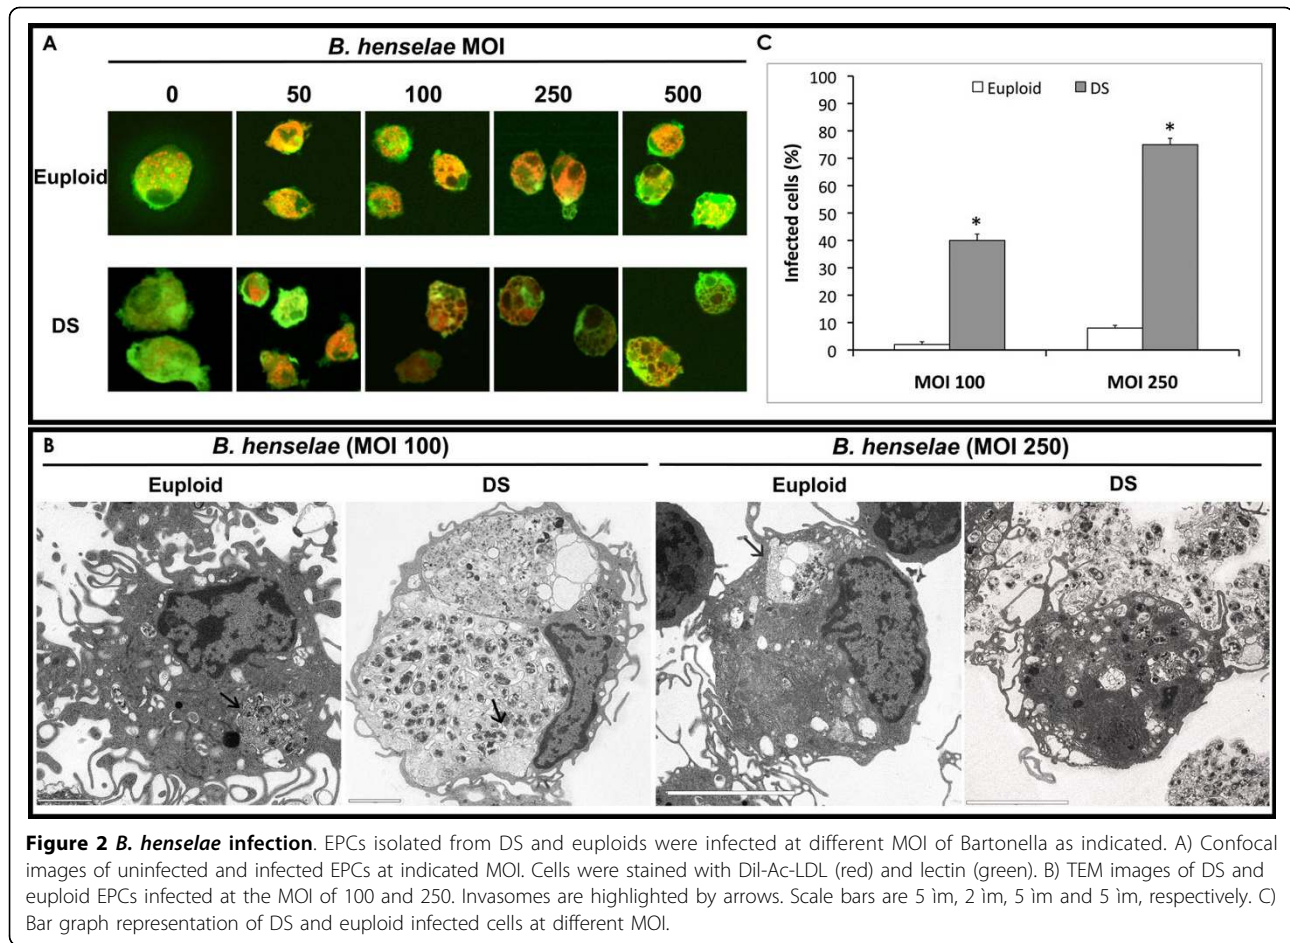 A
B. henselae MOI
0 50 100 250 500
Euploid
DS
C
100
90
80
70
60
50
40
30
20
10
0
Infected cells (%)
Euploid DS
*
*
MOI 100 MOI 250
B
B. henselae (MOI 100) B. henselae (MOI 250)
Euploid DS Euploid DS
Figure 2 B. henselae infection. EPCs isolated from DS and euploids were infected at different MOI of Bartonella as indicated. A) Confocal
images of uninfected and infected EPCs at indicated MOI. Cells were stained with Dil-Ac-LDL (red) and lectin (green). B) TEM images of DS and
euploid EPCs infected at the MOI of 100 and 250. Invasomes are highlighted by arrows. Scale bars are 5 ìm, 2 ìm, 5 ìm and 5 ìm, respectively. C)
Bar graph representation of DS and euploid infected cells at different MOI.